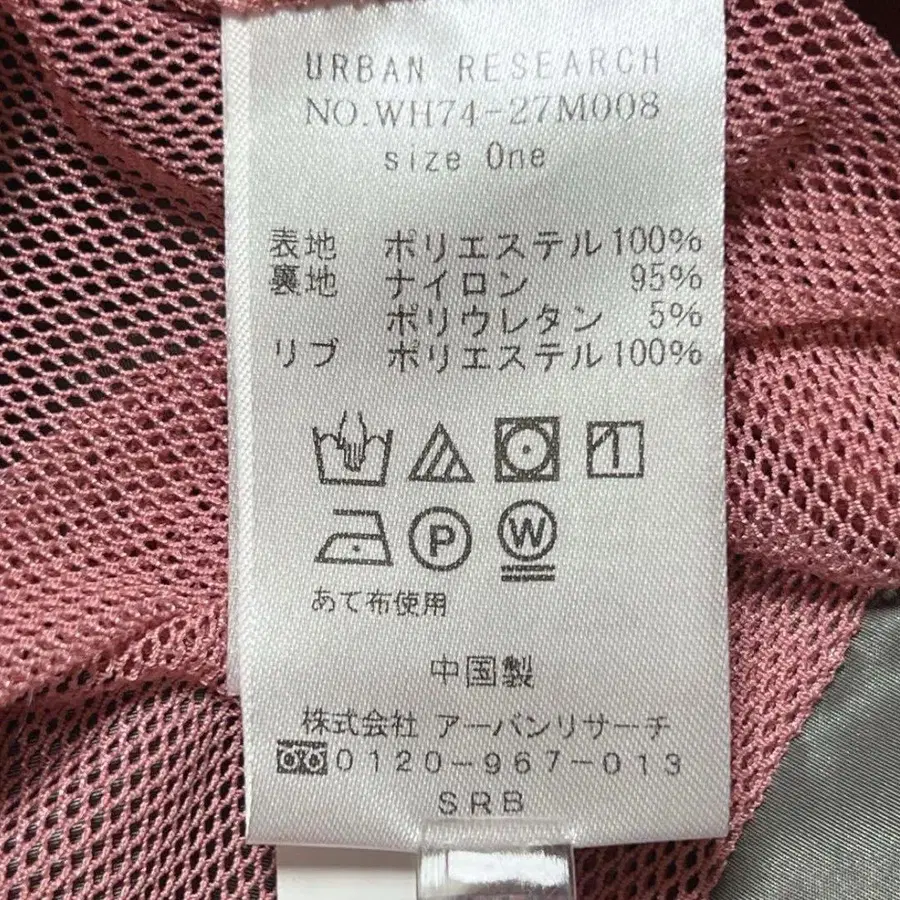 URBAN RESEARCH
NO.WH74-27M008
size One
表地 ポリエステル100%
裏地 ナイロン 95%
ポリウレタン 5%
リブ ポリエステル100%
P W
あて布使用
中国製
株式会社 アーバンリサーチ
0120-967-013
SRB